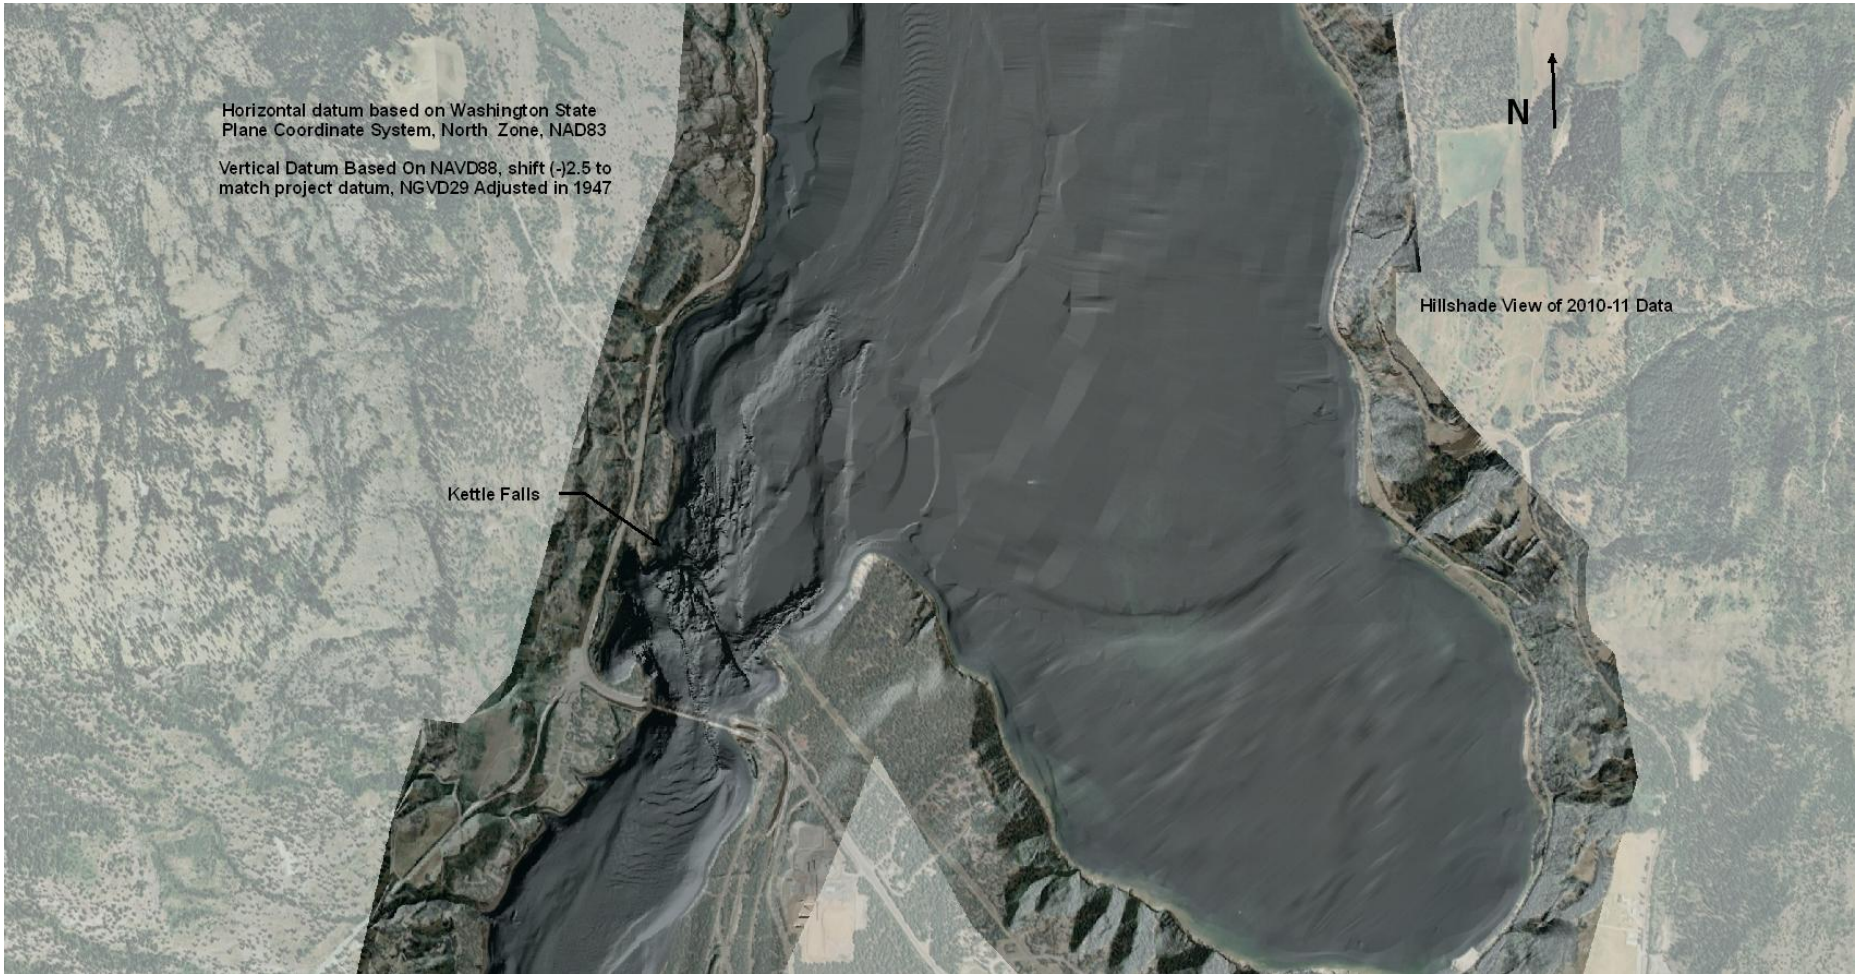 Horizontal datum based on Washington State
Plane Coordinate System, North Zone, NAD83
Vertical Datum Based On NAVD88, shift (-)2.5 to
match project datum, NGVD29 Adjusted in 1947
N
Hillshade View of 2010-11 Data
Kettle Falls